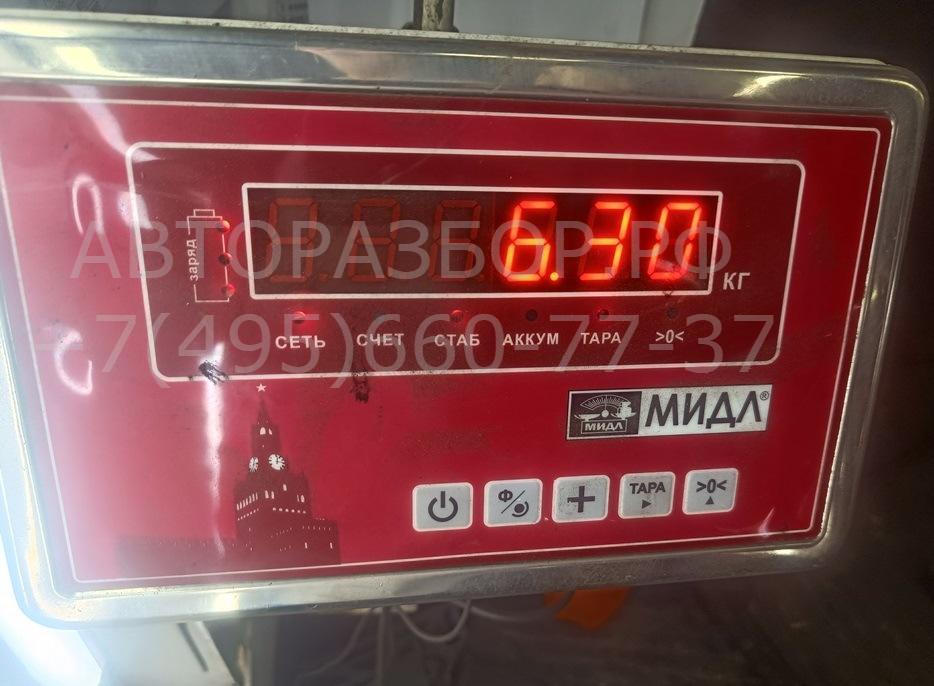 6.30
КГ
заряд
СЕТЬ СЧЕТ СТАБ АККУМ ТАРА >0<
МИДЛ МИДЛ®
Ф ТАРА >0<
АВТОРАЗБОР.РФ
+7(495)660-77-37